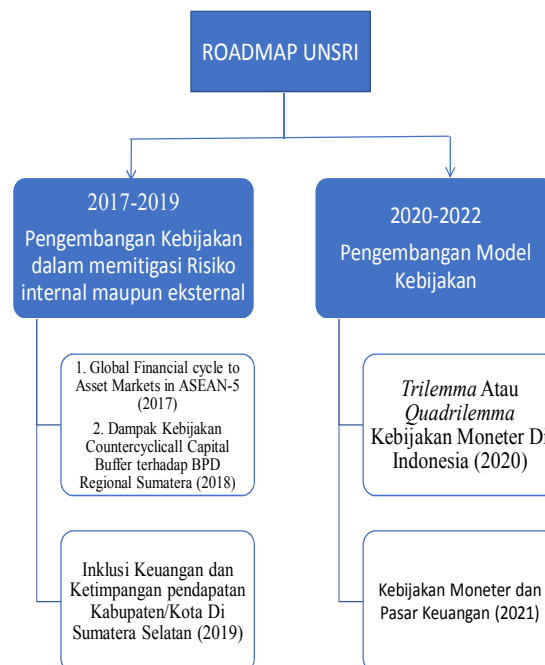 ROADMAP UNSRI
2017-2019
Pengembangan Kebijakan
dalam memitigasi Risiko
internal maupun eksternal
1. Global Financial cycle to
Asset Markets in ASEAN-5
(2017)
2. Dampak Kebijakan
Countercyclicall Capital
Buffer terhadap BPD
Regional Sumatera (2018)
Inklusi Keuangan dan
Ketimpangan pendapatan
Kabupaten/Kota Di
Sumatera Selatan (2019)
2020-2022
Pengembangan Model
Kebijakan
Trilemma Atau
Quadrilemma
Kebijakan Moneter Di
Indonesia (2020)
Kebijakan Moneter dan
Pasar Keuangan (2021)